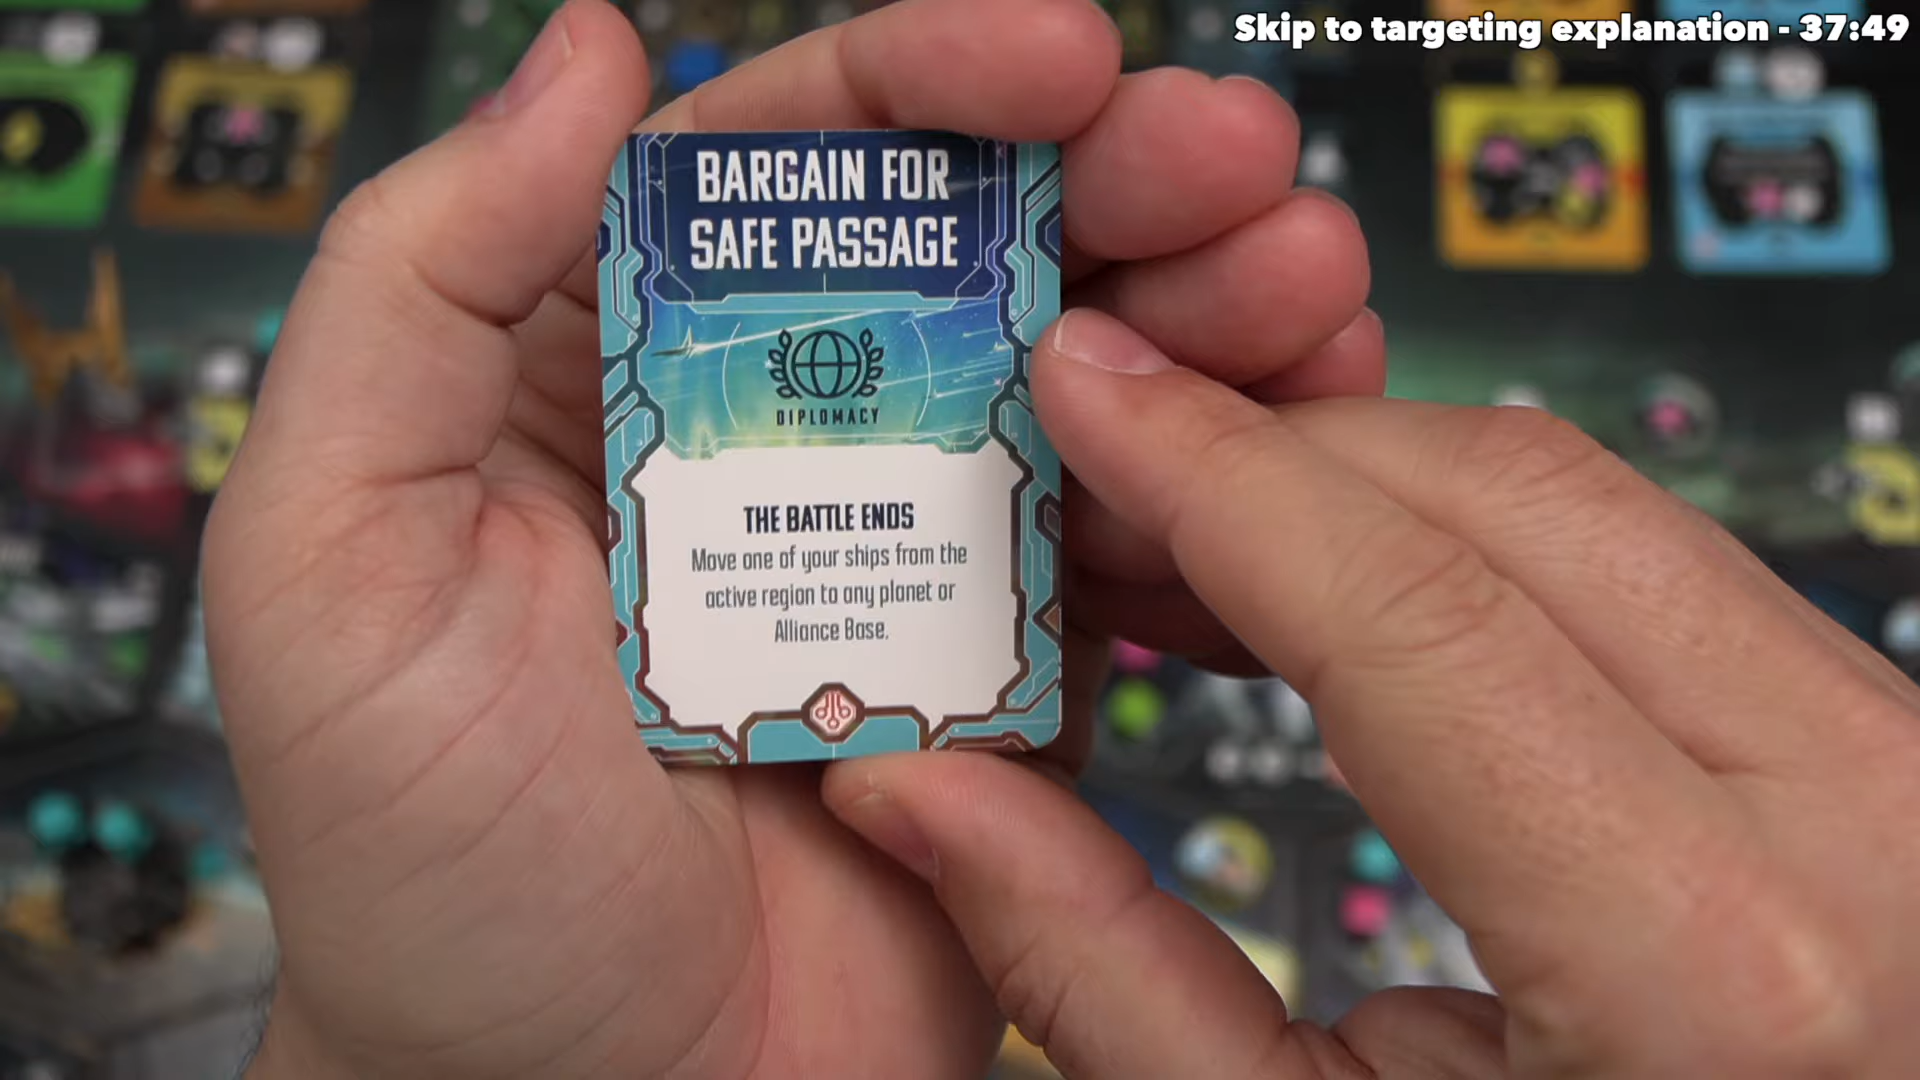 Skip to targeting explanation - 37:49
BARGAIN FOR
SAFE PASSAGE
DIPLOMACY
THE BATTLE ENDS
Move one of your ships from the
active region to any planet or
Alliance Base.